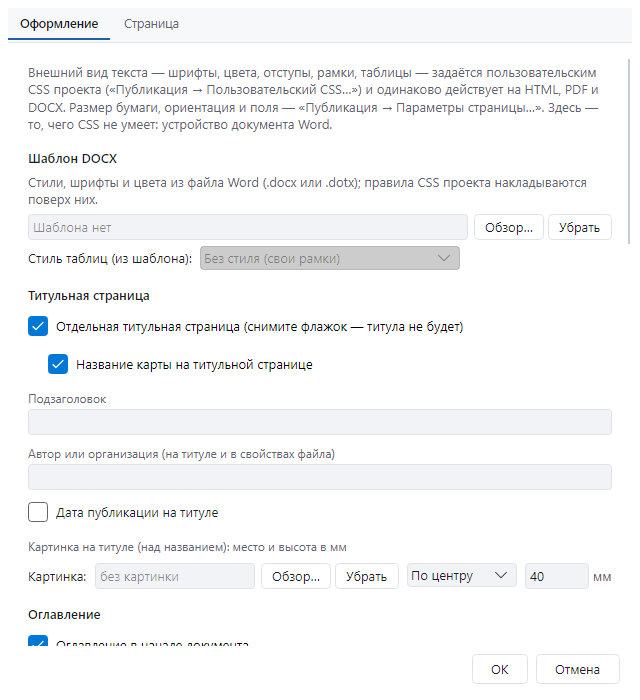 Оформление Страница
Внешний вид текста — шрифты, цвета, отступы, рамки, таблицы — задаётся пользовательским
CSS проекта («Публикация → Пользовательский CSS…») и одинаково действует на HTML, PDF и
DOCX. Размер бумаги, ориентация и поля — «Публикация → Параметры страницы…». Здесь —
то, чего CSS не умеет: устройство документа Word.
Шаблон DOCX
Стили, шрифты и цвета из файла Word (.docx или .dotx); правила CSS проекта накладываются
поверх них.
Шаблона нет Обзор… Убрать
Стиль таблиц (из шаблона): Без стиля (свои рамки)
Титульная страница
Отдельная титульная страница (снимите флажок — титула не будет)
Название карты на титульной странице
Подзаголовок
Автор или организация (на титуле и в свойствах файла)
Дата публикации на титуле
Картинка на титуле (над названием): место и высота в мм
Картинка: без картинки Обзор… Убрать По центру 40 мм
Оглавление
Оглавление в начале документа
ОК Отмена